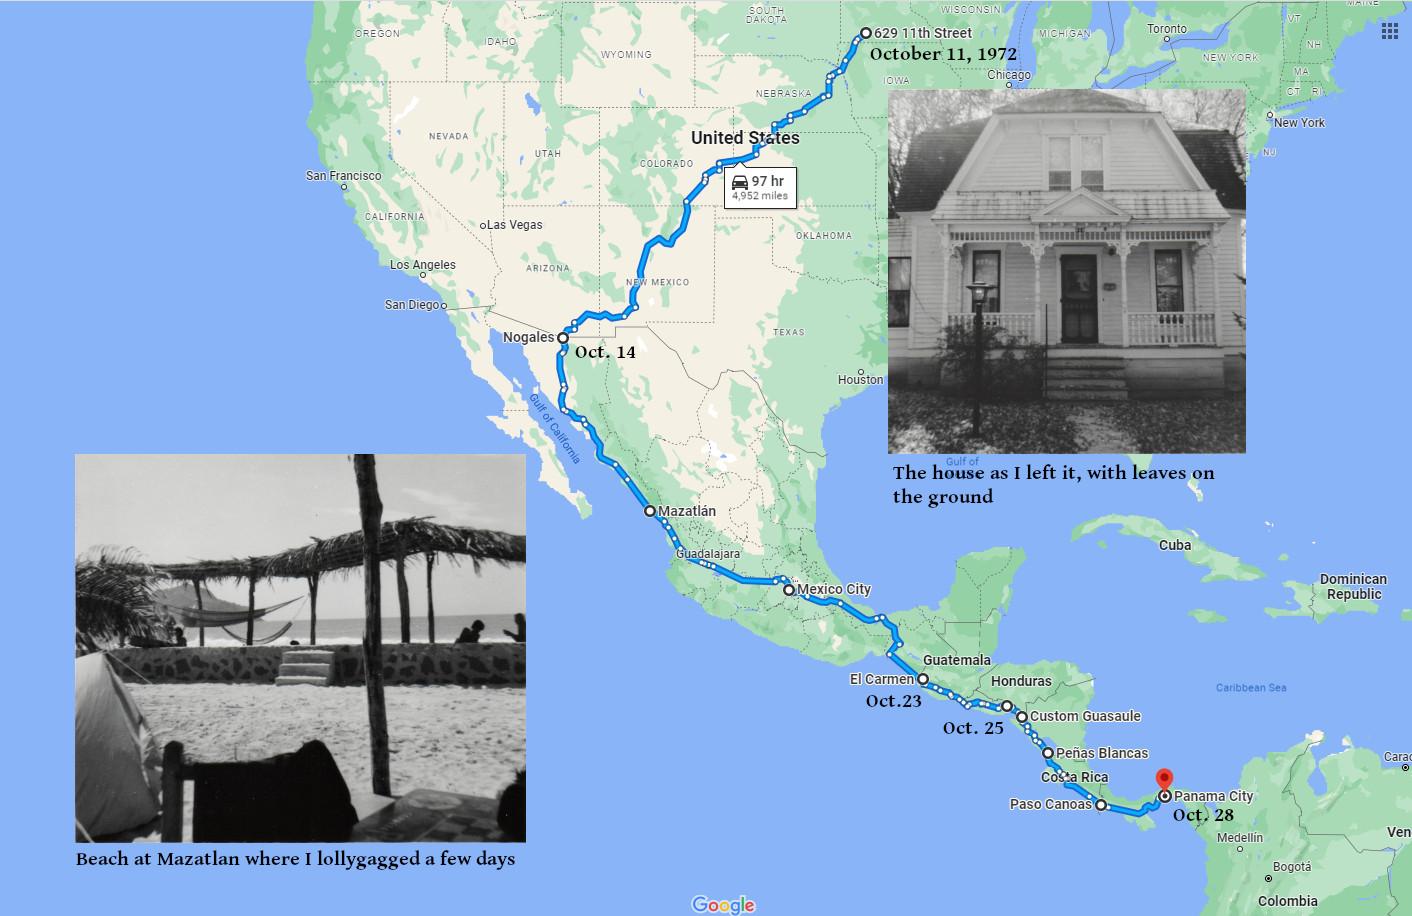 OREGON
IDAHO
WYOMING
SOUTH
DAKOTA
WISCONSIN
MICHIGAN
Toronto
VT
NH
NEW YORK
MA
CT
RI
MAINE
629 11th Street
October 11, 1972
IOWA
Chicago
NEBRASKA
New York
NJ
NEVADA
UTAH
COLORADO
United States
97 hr
4,952 miles
San Francisco
CALIFORNIA
Las Vegas
OKLAHOMA
Los Angeles
ARIZONA
NEW MEXICO
San Diego
TEXAS
Nogales
Oct. 14
Houston
Gulf of California
Gulf of
The house as I left it, with leaves on
the ground
Mazatlán
Guadalajara
Mexico City
Cuba
Dominican
Republic
Guatemala
El Carmen
Honduras
Oct.23
Caribbean Sea
Oct. 25
Custom Guasaule
Peñas Blancas
Costa Rica
Paso Canoas
Panama City
Oct. 28
Carac
Medellín
Ven
Bogotá
Colombia
Beach at Mazatlan where I lollygagged a few days
Google